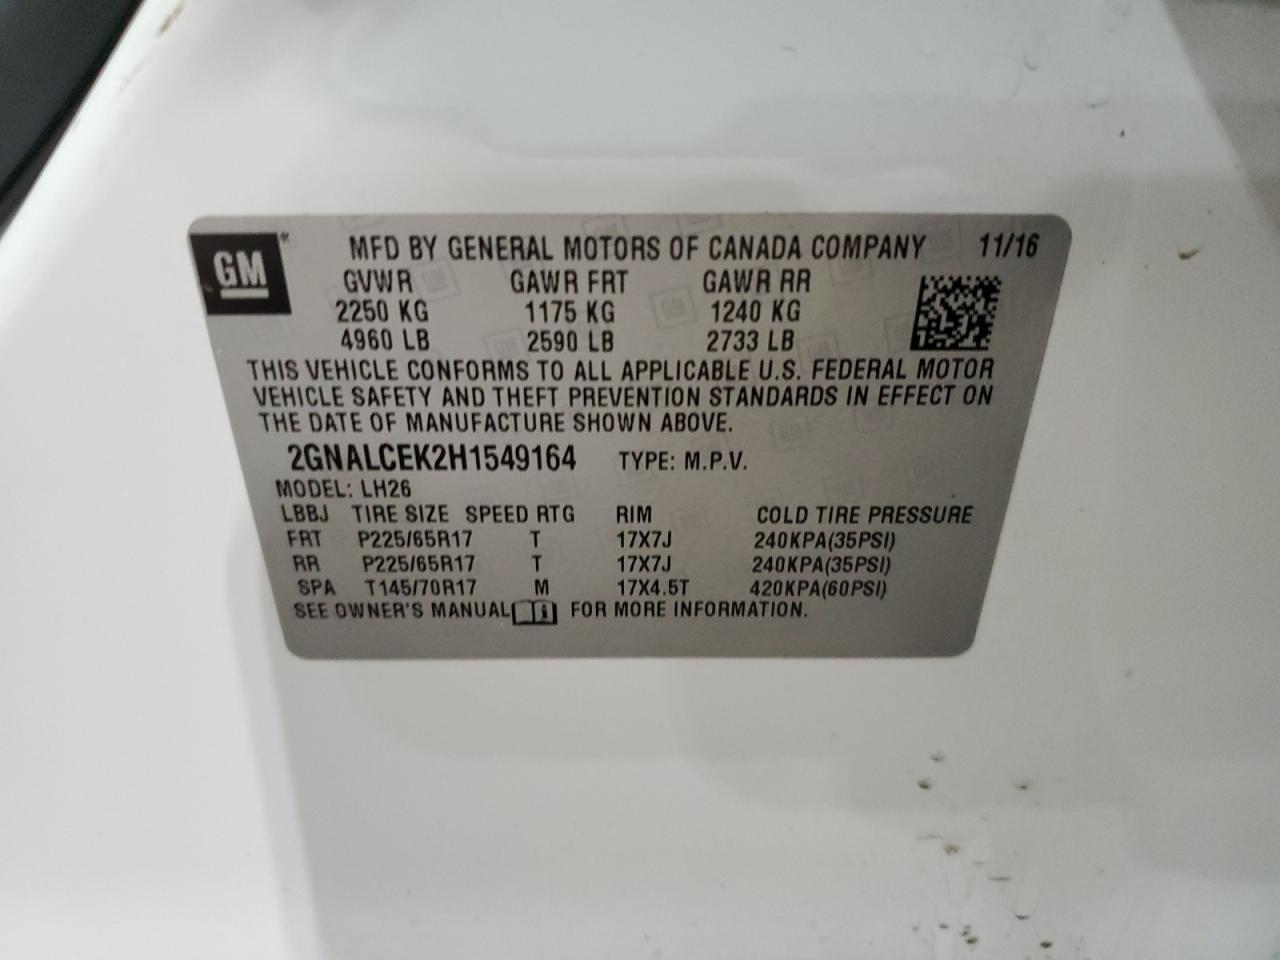 GM ® MFD BY GENERAL MOTORS OF CANADA COMPANY 11/16
GVWR GAWR FRT GAWR RR
2250 KG 1175 KG 1240 KG
4960 LB 2590 LB 2733 LB
THIS VEHICLE CONFORMS TO ALL APPLICABLE U.S. FEDERAL MOTOR
VEHICLE SAFETY AND THEFT PREVENTION STANDARDS IN EFFECT ON
THE DATE OF MANUFACTURE SHOWN ABOVE.
2GNALCEK2H1549164 TYPE: M.P.V.
MODEL: LH26
LBBJ TIRE SIZE SPEED RTG RIM COLD TIRE PRESSURE
FRT P225/65R17 T 17X7J 240KPA(35PSI)
RR P225/65R17 T 17X7J 240KPA(35PSI)
SPA T145/70R17 M 17X4.5T 420KPA(60PSI)
SEE OWNER'S MANUAL FOR MORE INFORMATION.